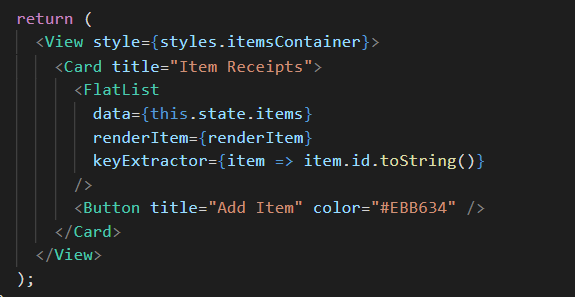 return (
<View style={styles.itemsContainer}>
<Card title="Item Receipts">
<FlatList
data={this.state.items}
renderItem={renderItem}
keyExtractor={item => item.id.toString()}
/>
<Button title="Add Item" color="#EBB634" />
</Card>
</View>
);